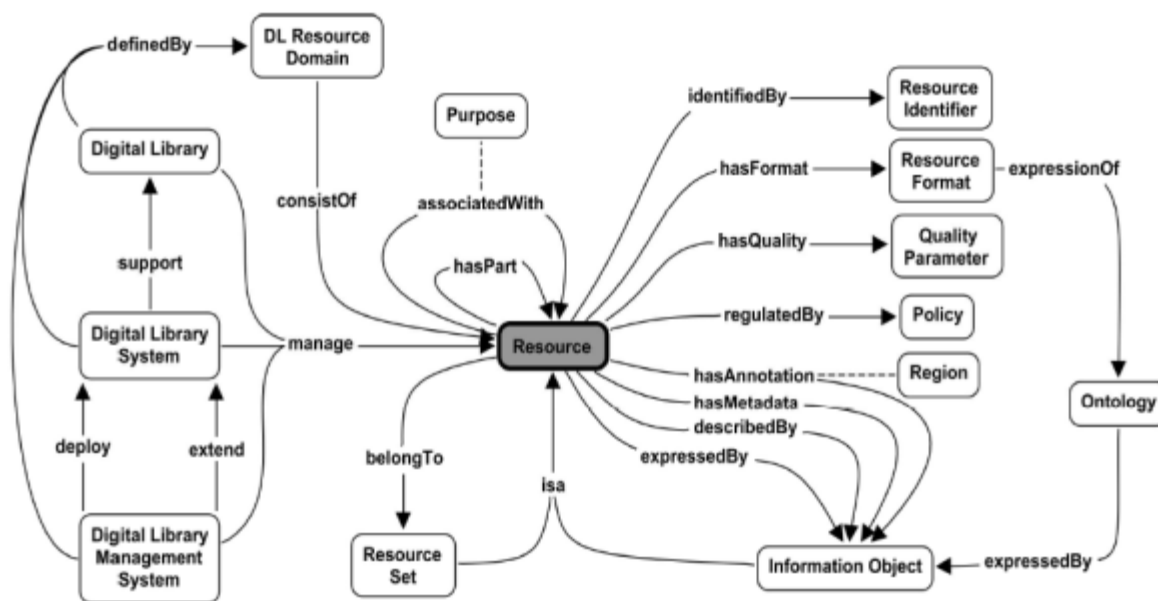 definedBy
DL Resource
Domain
identifiedBy
Resource
Identifier
Purpose
Digital Library
hasFormat
Resource
Format
expressionOf
consistOf
associatedWith
hasQuality
Quality
Parameter
support
hasPart
regulatedBy
Policy
Digital Library
System
manage
Resource
hasAnnotation
Region
hasMetadata
Ontology
describedBy
deploy
extend
belongTo
expressedBy
isa
Digital Library
Management
System
Resource
Set
Information Object
expressedBy